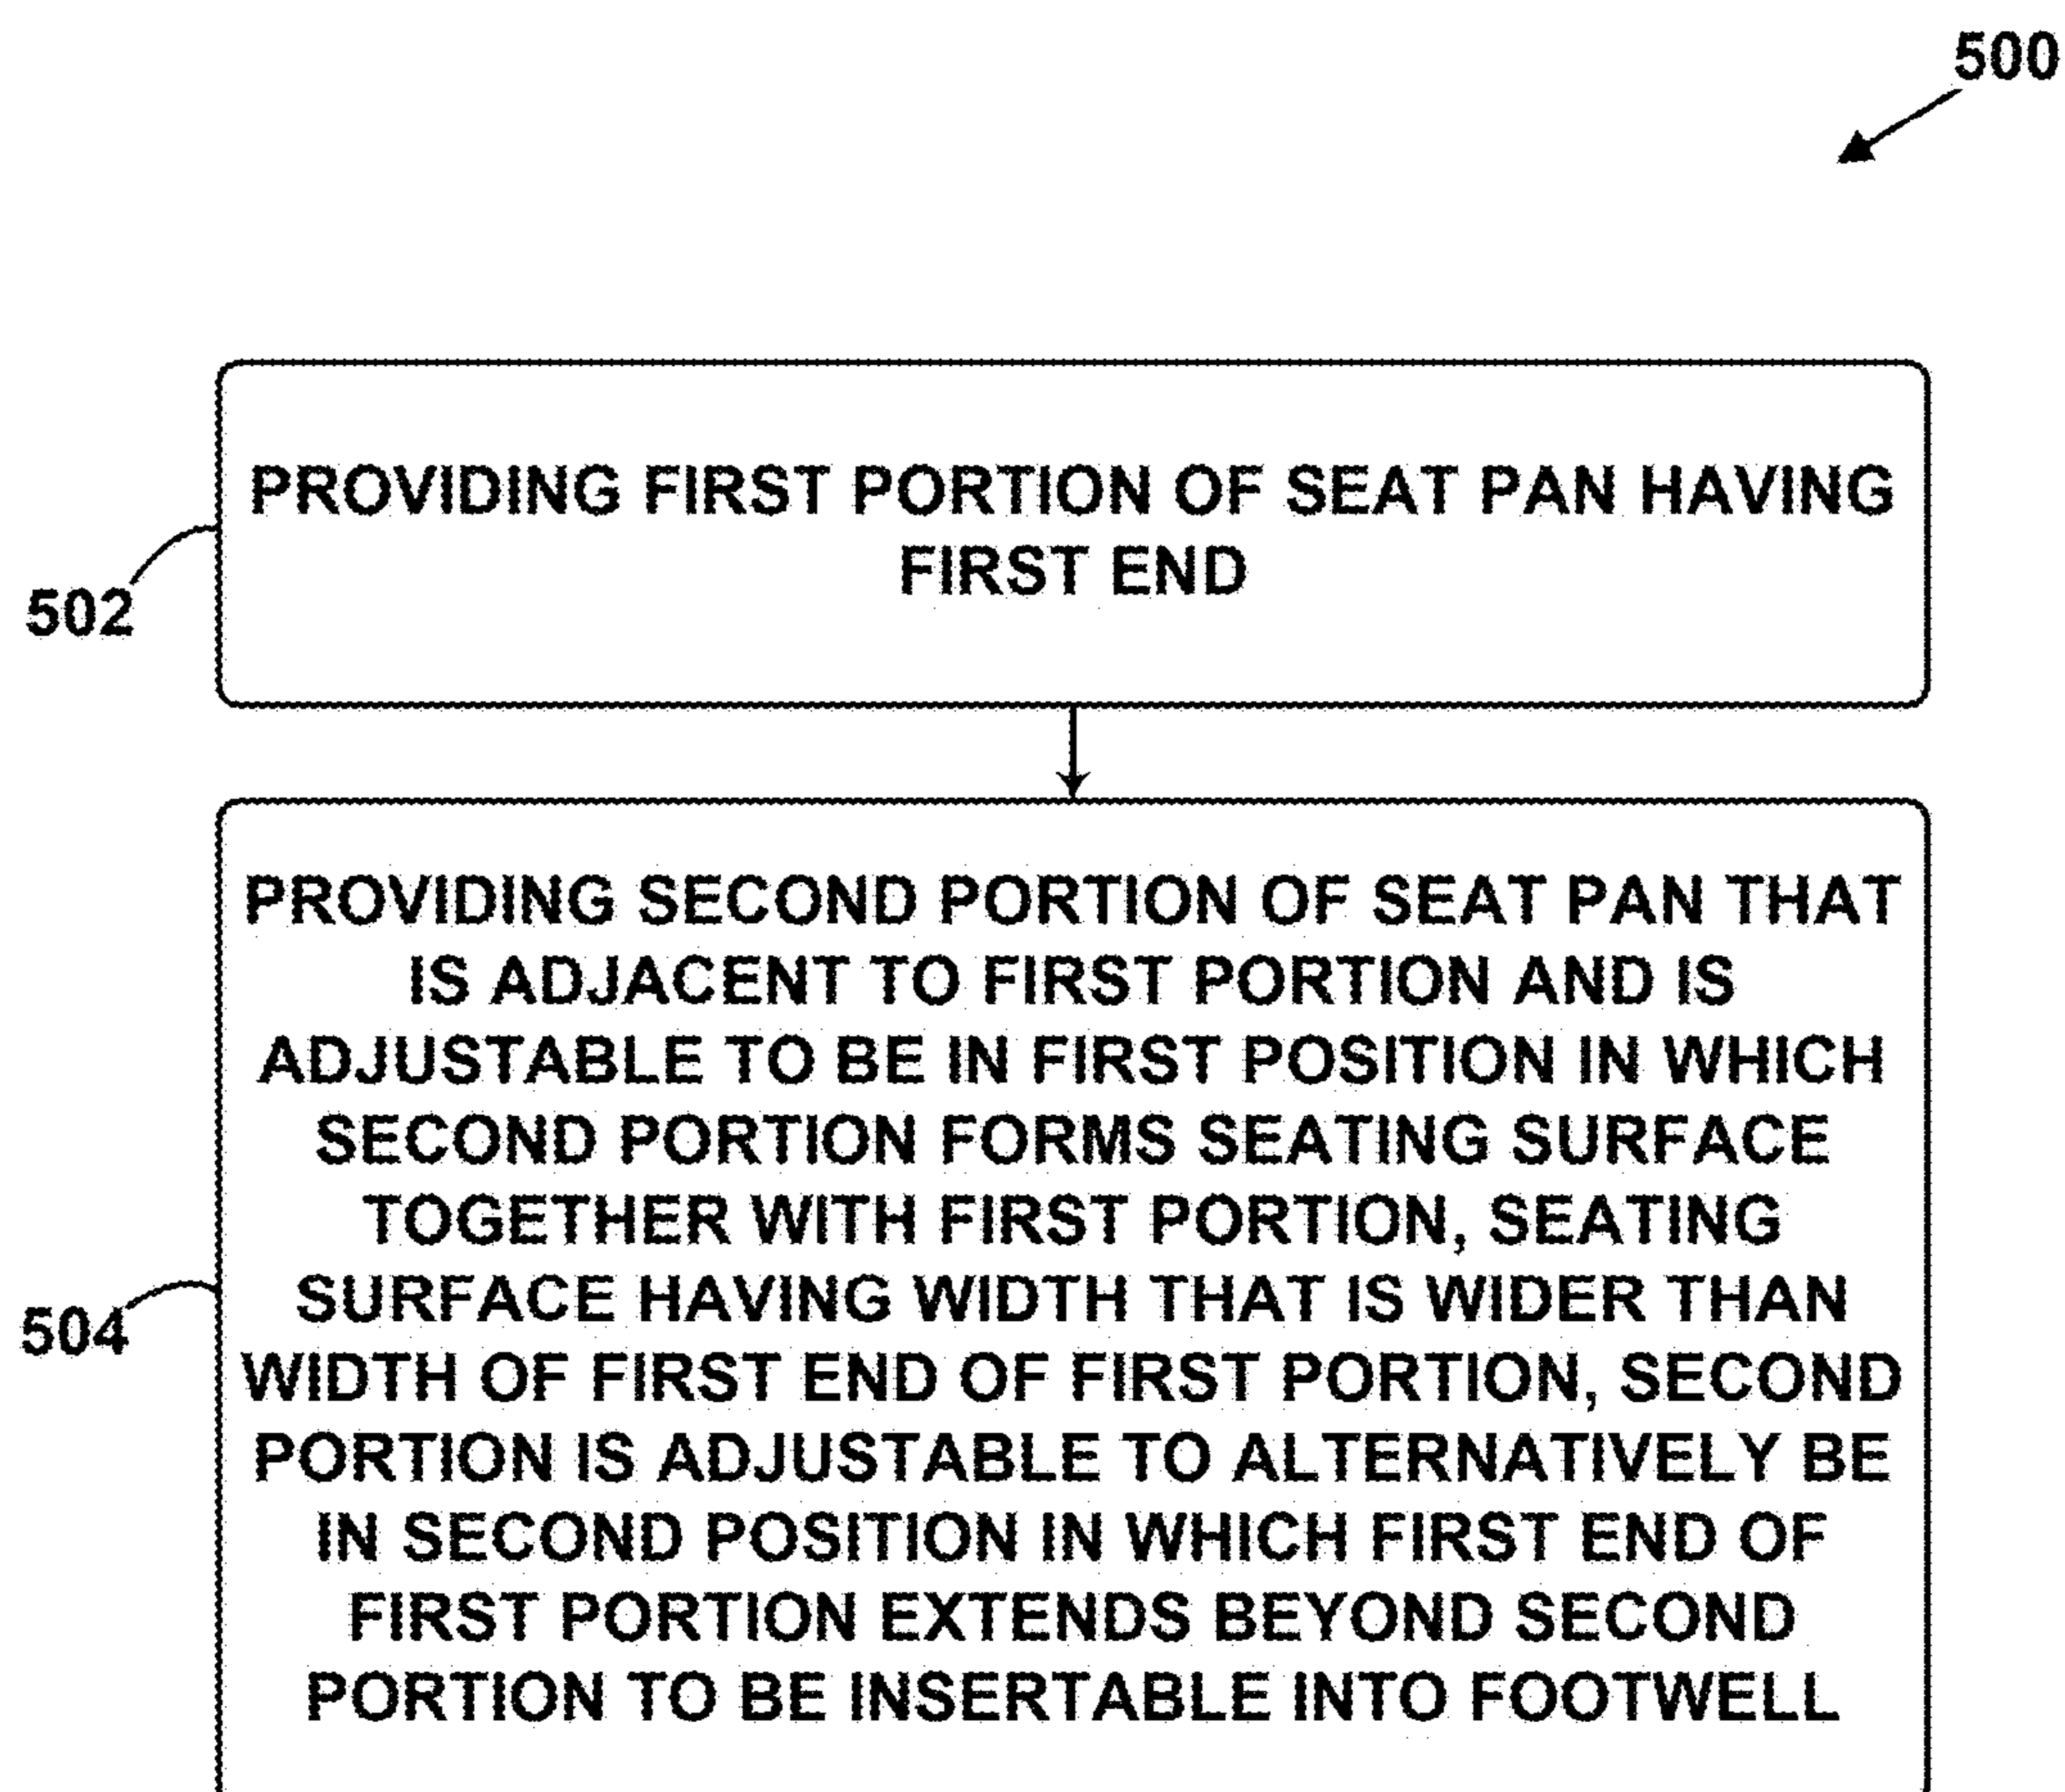 500
PROVIDING FIRST PORTION OF SEAT PAN HAVING
FIRST END
502
PROVIDING SECOND PORTION OF SEAT PAN THAT
IS ADJACENT TO FIRST PORTION AND IS
ADJUSTABLE TO BE IN FIRST POSITION IN WHICH
SECOND PORTION FORMS SEATING SURFACE
TOGETHER WITH FIRST PORTION, SEATING
SURFACE HAVING WIDTH THAT IS WIDER THAN
WIDTH OF FIRST END OF FIRST PORTION, SECOND
PORTION IS ADJUSTABLE TO ALTERNATIVELY BE
IN SECOND POSITION IN WHICH FIRST END OF
FIRST PORTION EXTENDS BEYOND SECOND
PORTION TO BE INSERTABLE INTO FOOTWELL
504